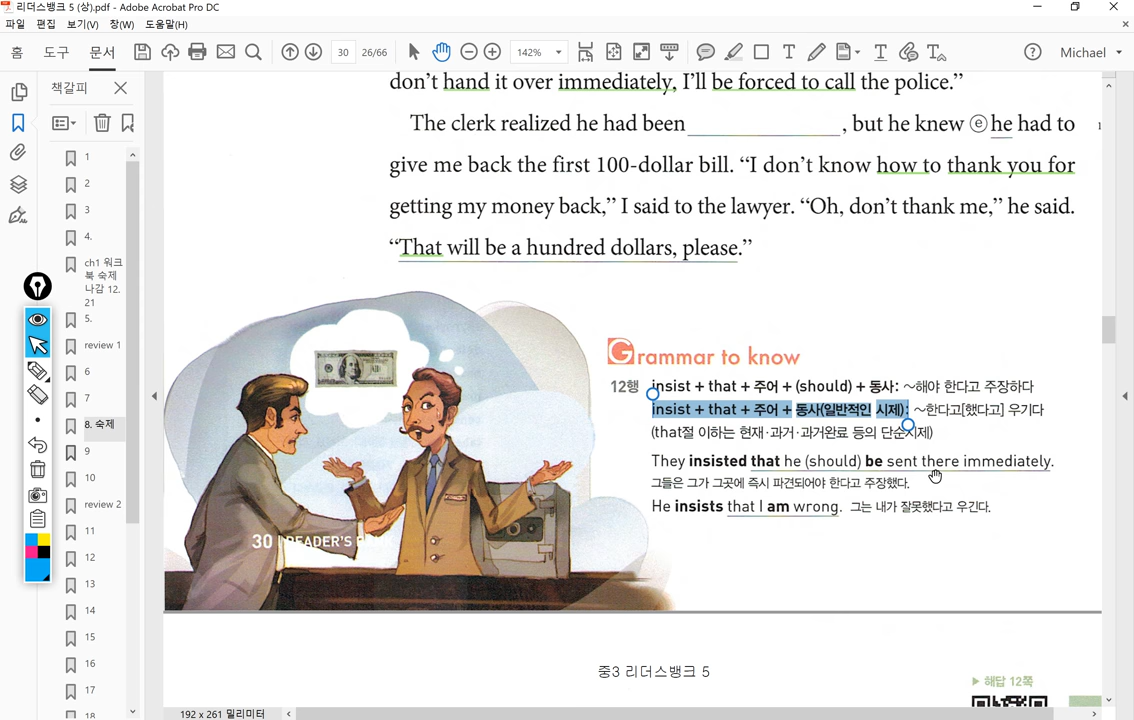 리더스뱅크 5 (상).pdf - Adobe Acrobat Pro DC
파일 편집 보기(V) 창(W) 도움말(H)
홈 도구 문서 30 26/66 142% Michael
책갈피
1
2
3
4.
ch1 워크
북 숙제
나감 12.
21
5.
review 1
6
7
8. 숙제
9
10
review 2
11
12
13
14
15
16
17
18
don't hand it over immediately, I'll be forced to call the police.”
The clerk realized he had been , but he knew ⓔ he had to
give me back the first 100-dollar bill. “I don't know how to thank you for
getting my money back,” I said to the lawyer. “Oh, don't thank me,” he said.
“That will be a hundred dollars, please.”
Grammar to know
12행 insist + that + 주어 + (should) + 동사: ～해야 한다고 주장하다
insist + that + 주어 + 동사(일반적인 시제): ～한다고[했다고] 우기다
(that절 이하는 현재·과거·과거완료 등의 단순시제)
They insisted that he (should) be sent there immediately.
그들은 그가 그곳에 즉시 파견되어야 한다고 주장했다.
He insists that I am wrong. 그는 내가 잘못했다고 우긴다.
30 | READER'S
중3 리더스뱅크 5
▶ 해답 12쪽
192 x 261 밀리미터